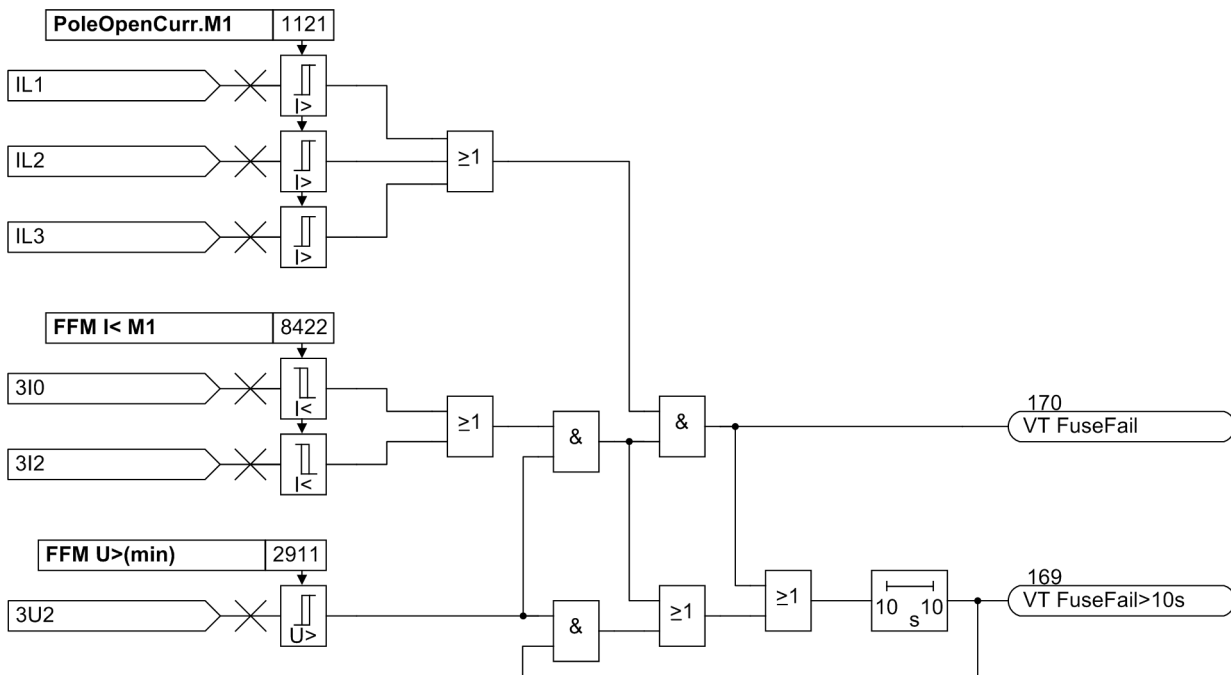 PoleOpenCurr.M1 1121
IL1
I>
IL2
I>
≥1
IL3
I>
FFM I< M1 8422
3I0
I<
≥1
&
&
170
VT FuseFail
3I2
I<
FFM U>(min) 2911
3U2
U>
&
≥1
≥1
10 10
s
169
VT FuseFail>10s